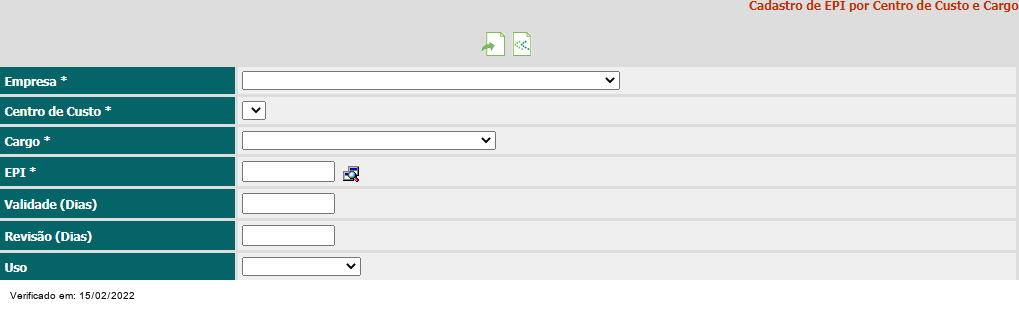 Cadastro de EPI por Centro de Custo e Cargo
Empresa *
Centro de Custo *
Cargo *
EPI *
Validade (Dias)
Revisão (Dias)
Uso
Verificado em: 15/02/2022